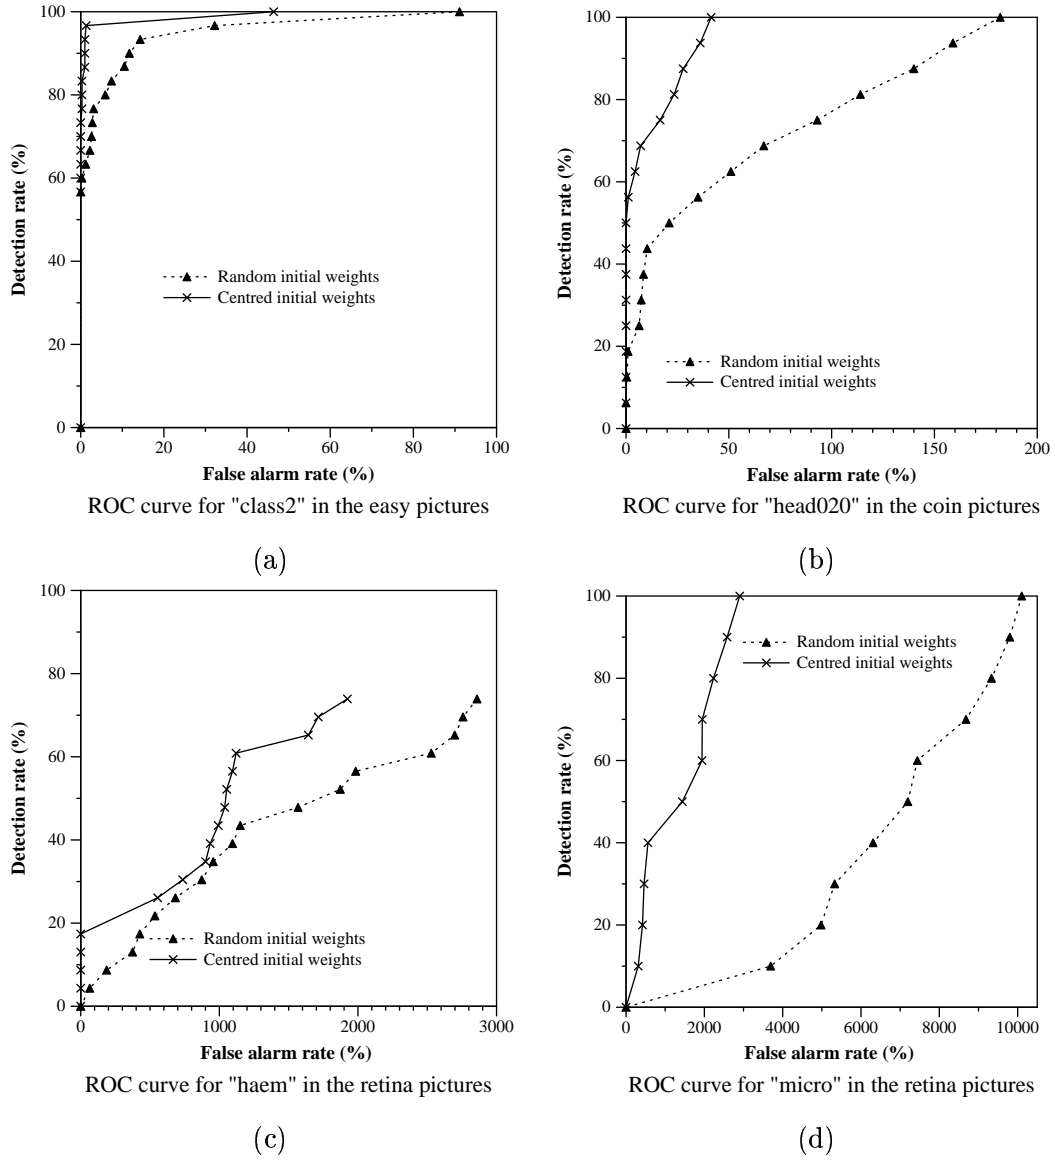 100
80
60
40
20
0
Detection rate (%)
Random initial weights
Centred initial weights
0 20 40 60 80 100
False alarm rate (%)
ROC curve for "class2" in the easy pictures
(a)
100
80
60
40
20
0
Detection rate (%)
Random initial weights
Centred initial weights
0 50 100 150 200
False alarm rate (%)
ROC curve for "head020" in the coin pictures
(b)
100
80
60
40
20
0
Detection rate (%)
Random initial weights
Centred initial weights
0 1000 2000 3000
False alarm rate (%)
ROC curve for "haem" in the retina pictures
(c)
100
80
60
40
20
0
Detection rate (%)
Random initial weights
Centred initial weights
0 2000 4000 6000 8000 10000
False alarm rate (%)
ROC curve for "micro" in the retina pictures
(d)